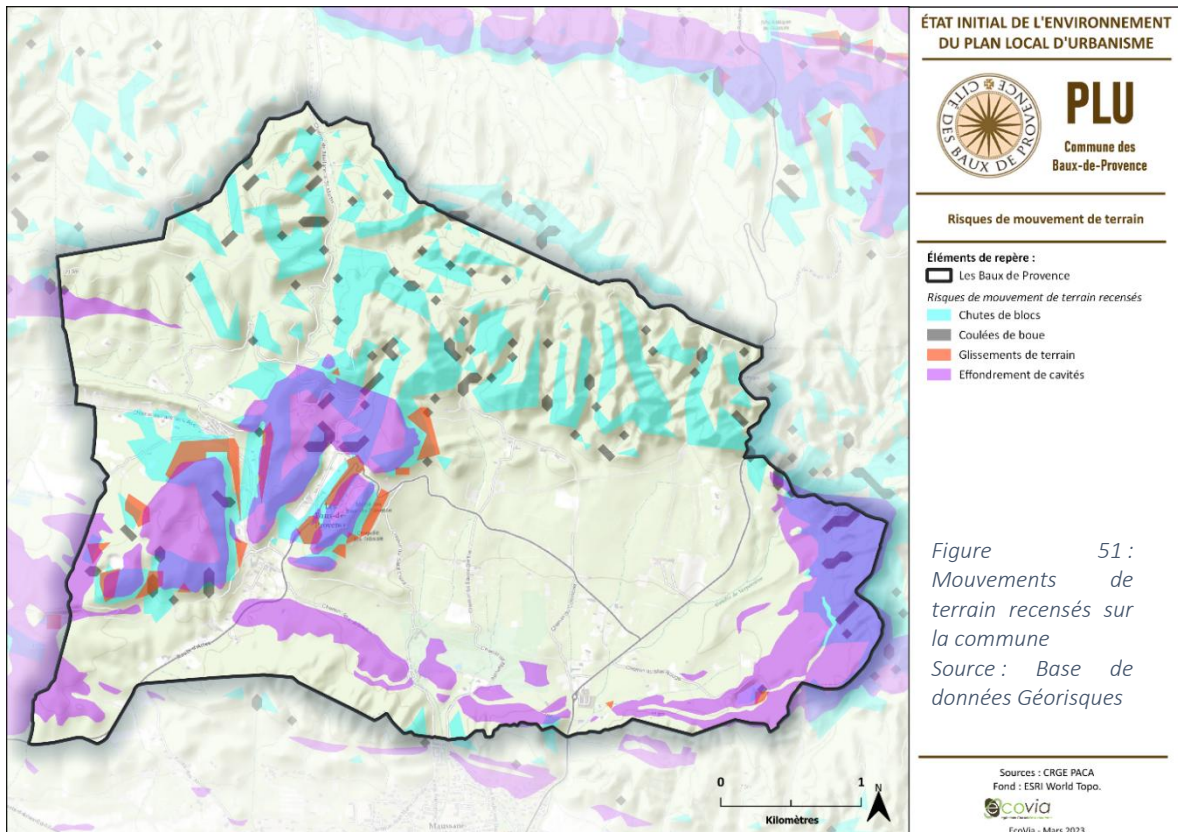 ÉTAT INITIAL DE L'ENVIRONNEMENT
DU PLAN LOCAL D'URBANISME
CITÉ DES BAUX DE PROVENCE
PLU
Commune des
Baux-de-Provence
Risques de mouvement de terrain
Éléments de repère :
Les Baux de Provence
Risques de mouvement de terrain recensés
Chutes de blocs
Coulées de boue
Glissements de terrain
Effondrement de cavités
Figure 51 :
Mouvements de
terrain recensés sur
la commune
Source : Base de
données Géorisques
0 1
Kilomètres
N
Maussane
Sources : CRGE PACA
Fond : ESRI World Topo.
écovia
EcoVia - Mars 2023